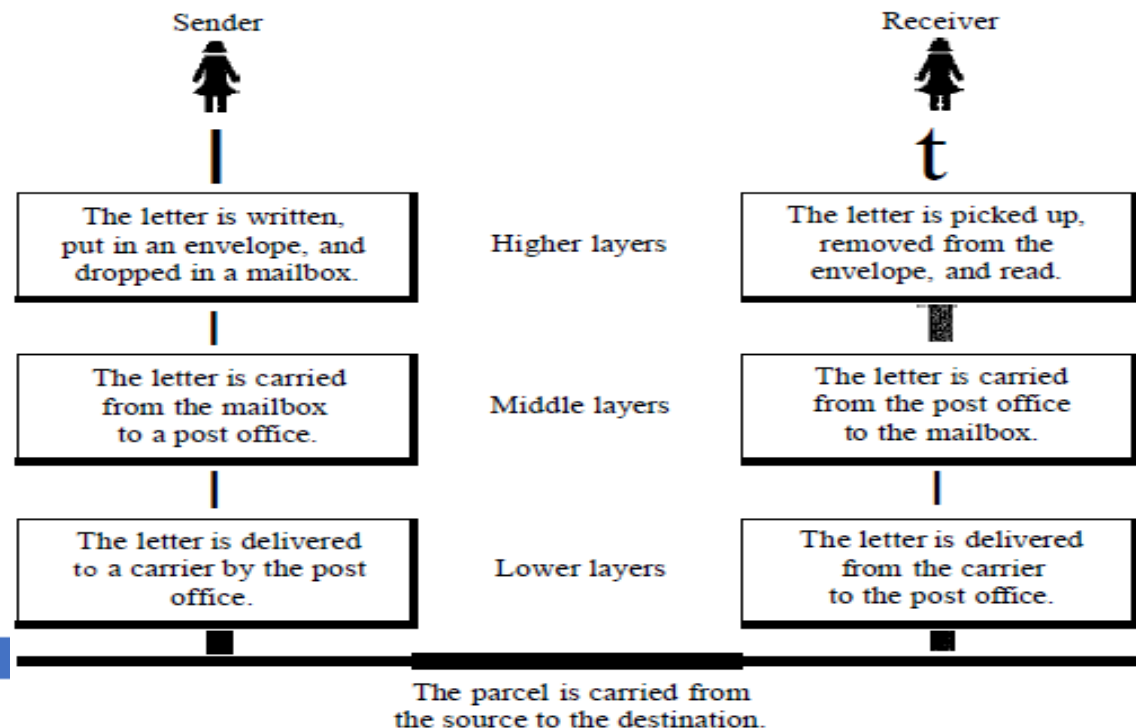 Sender
Receiver
l
t
The letter is written,
put in an envelope, and
dropped in a mailbox.
Higher layers
The letter is picked up,
removed from the
envelope, and read.
The letter is carried
from the mailbox
to a post office.
Middle layers
The letter is carried
from the post office
to the mailbox.
The letter is delivered
to a carrier by the post
office.
Lower layers
The letter is delivered
from the carrier
to the post office.
The parcel is carried from
the source to the destination.